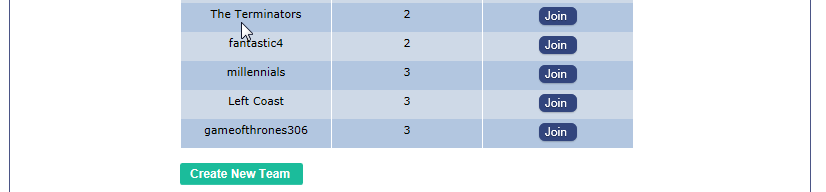 The Terminators 2 Join
fantastic4 2 Join
millennials 3 Join
Left Coast 3 Join
gameofthrones306 3 Join
Create New Team